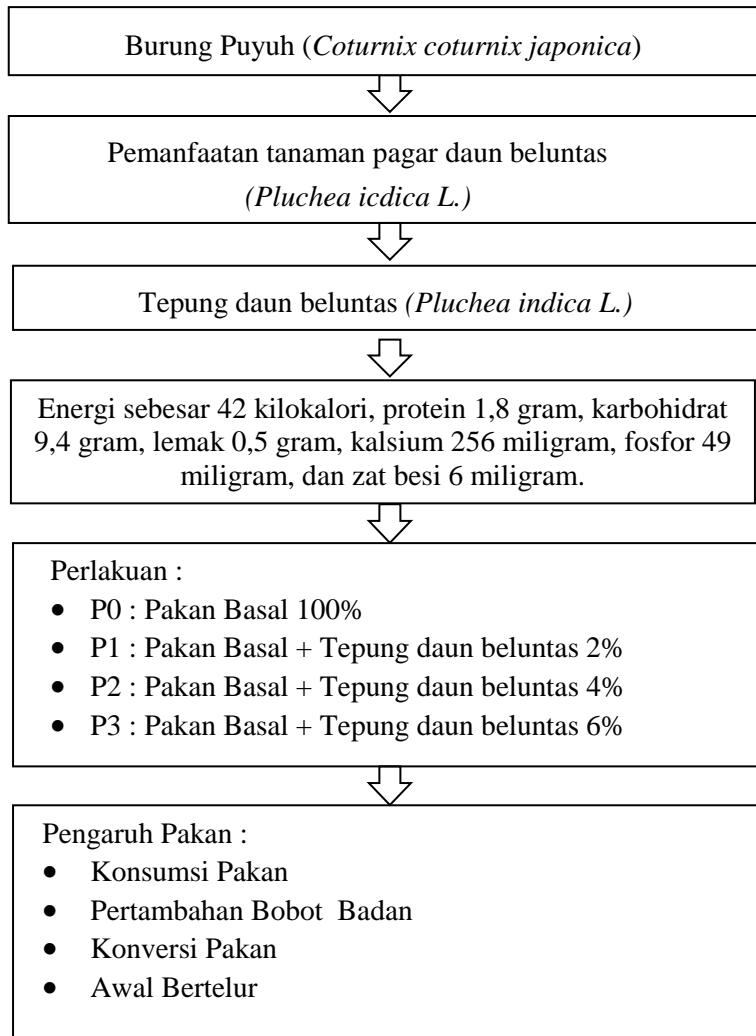 Burung Puyuh (Coturnix coturnix japonica)
Pemanfaatan tanaman pagar daun beluntas
(Pluchea icdica L.)
Tepung daun beluntas (Pluchea indica L.)
Energi sebesar 42 kilokalori, protein 1,8 gram, karbohidrat
9,4 gram, lemak 0,5 gram, kalsium 256 miligram, fosfor 49
miligram, dan zat besi 6 miligram.
Perlakuan :
• P0 : Pakan Basal 100%
• P1 : Pakan Basal + Tepung daun beluntas 2%
• P2 : Pakan Basal + Tepung daun beluntas 4%
• P3 : Pakan Basal + Tepung daun beluntas 6%
Pengaruh Pakan :
• Konsumsi Pakan
• Pertambahan Bobot Badan
• Konversi Pakan
• Awal Bertelur